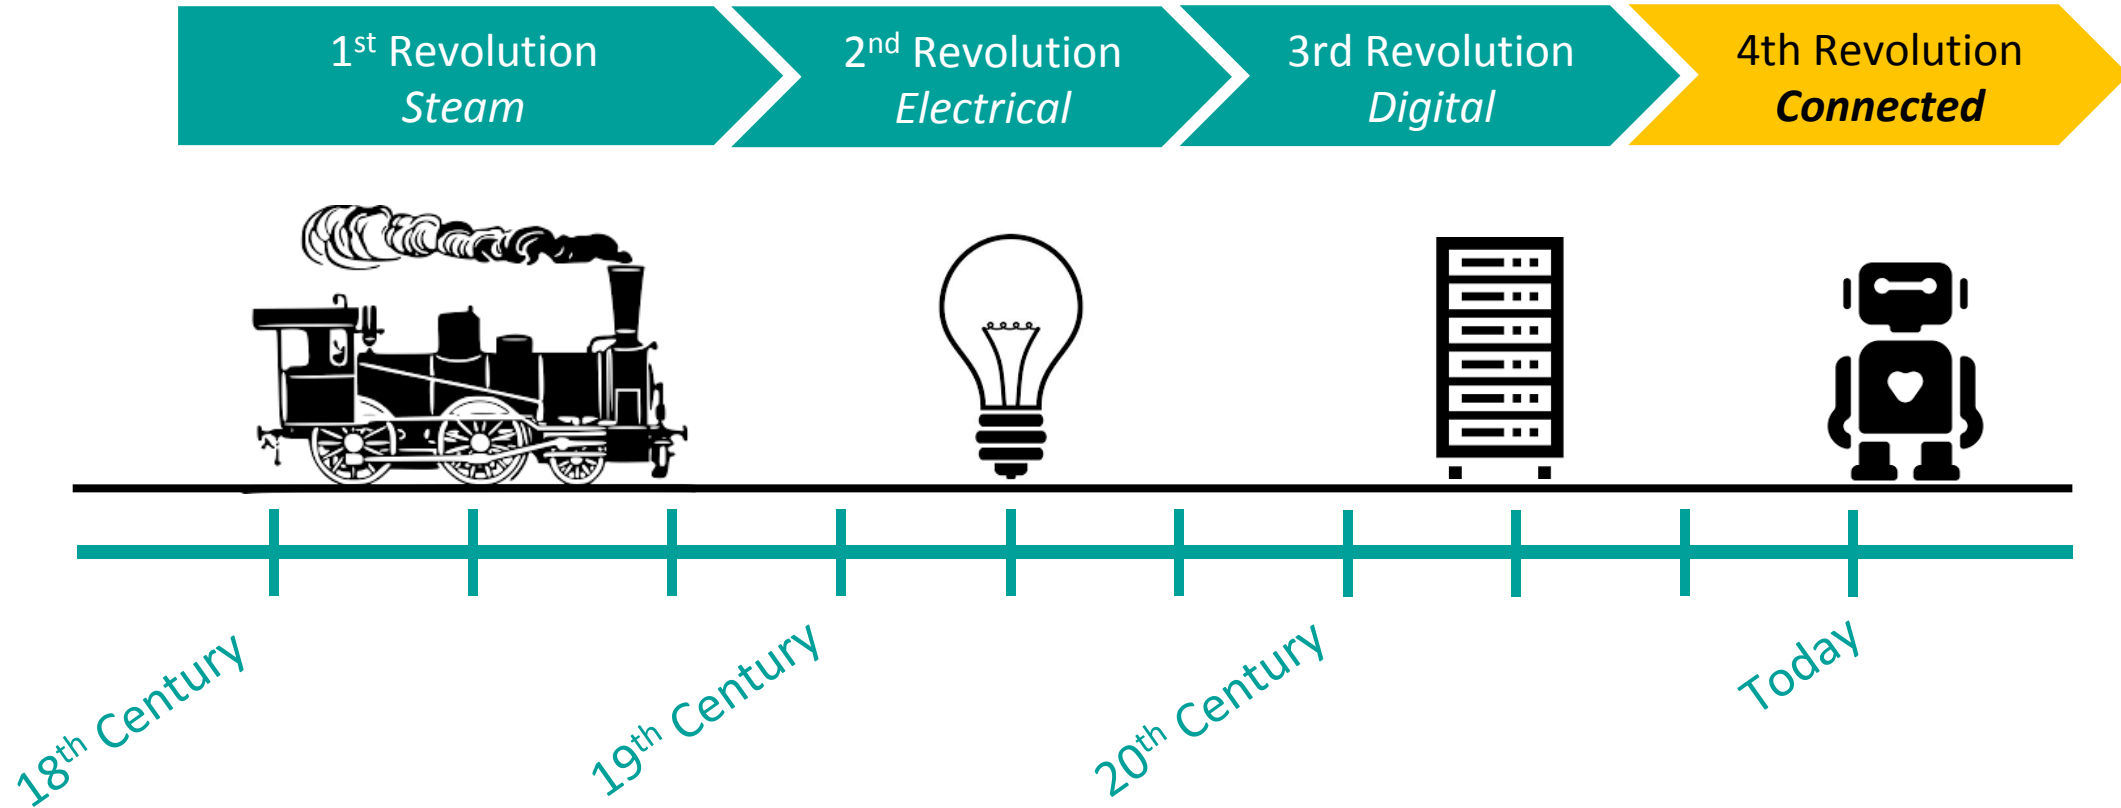 1st Revolution
Steam
2nd Revolution
Electrical
3rd Revolution
Digital
4th Revolution
Connected
18th Century
19th Century
20th Century
Today